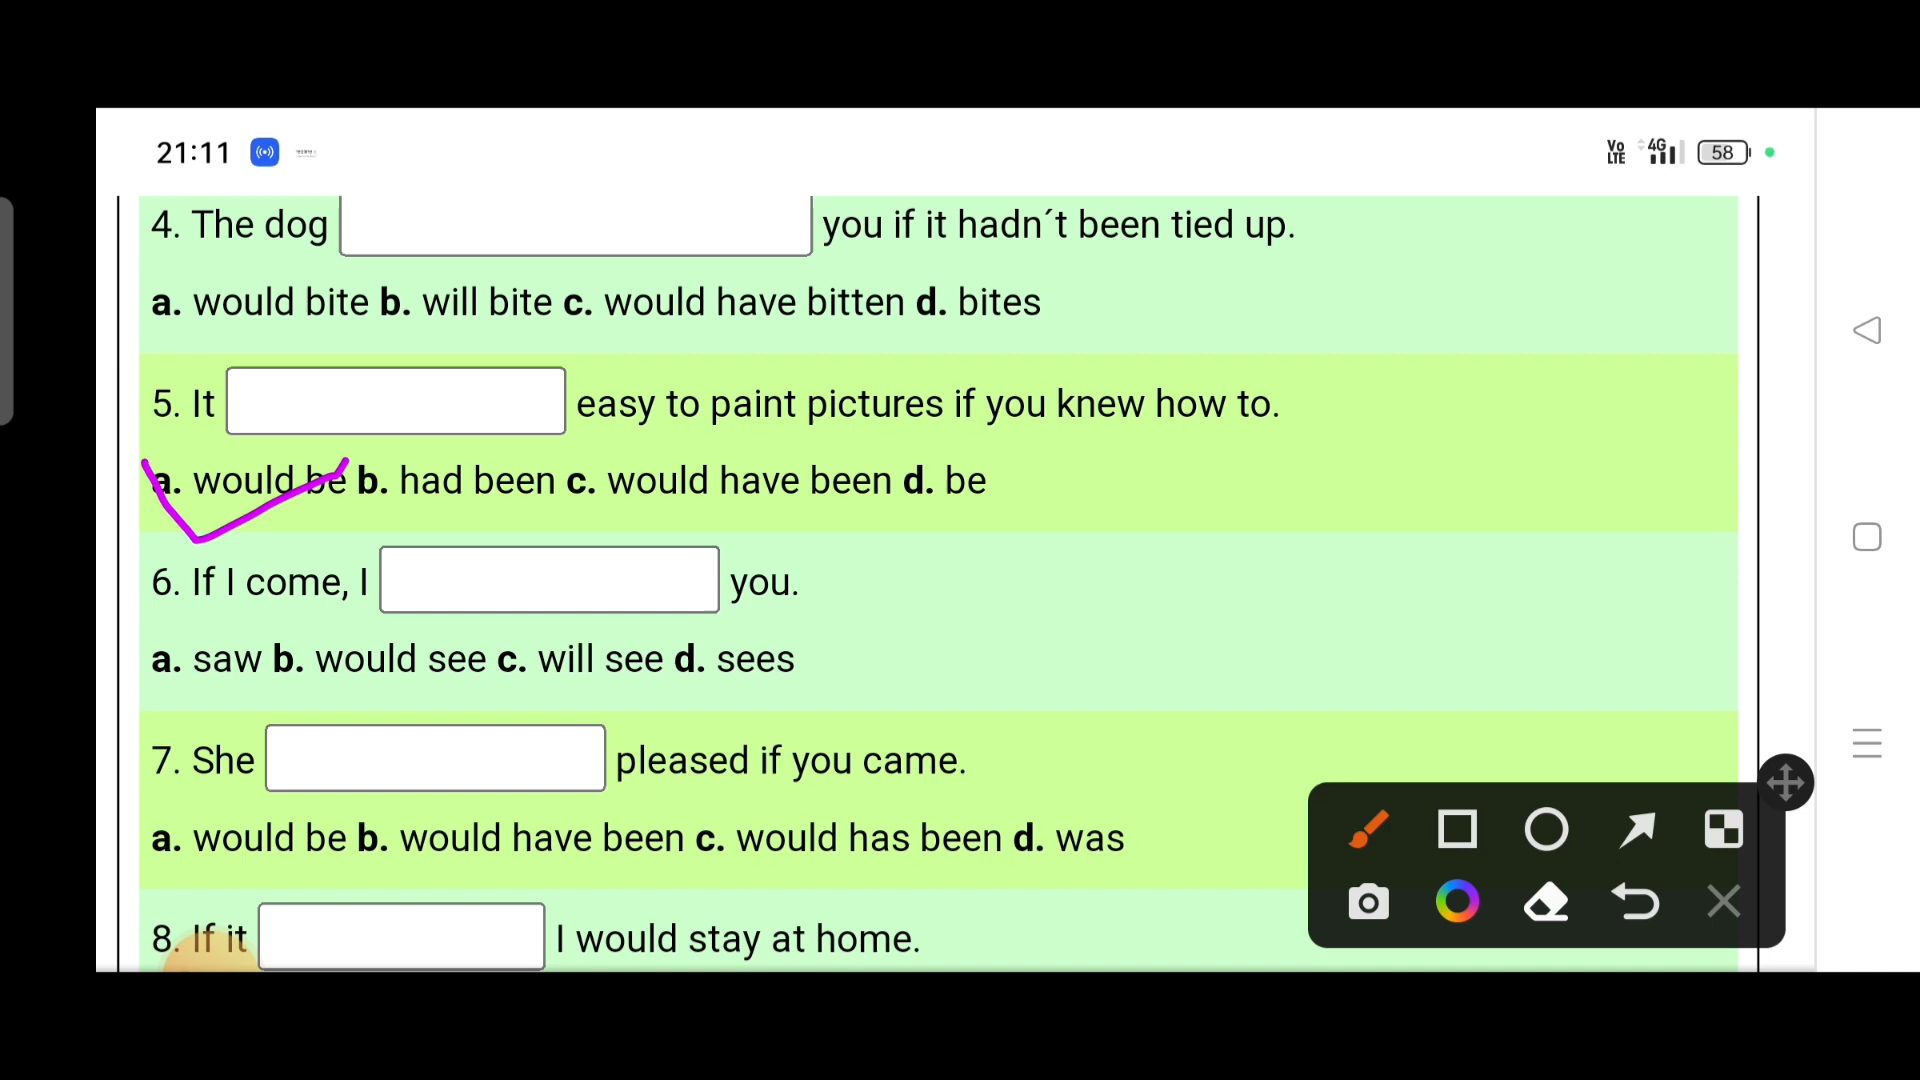 21:11
Vo LTE 4G 58
4. The dog you if it hadn´t been tied up.
a. would bite b. will bite c. would have bitten d. bites
5. It easy to paint pictures if you knew how to.
a. would be b. had been c. would have been d. be
6. If I come, I you.
a. saw b. would see c. will see d. sees
7. She pleased if you came.
a. would be b. would have been c. would has been d. was
8. If it I would stay at home.